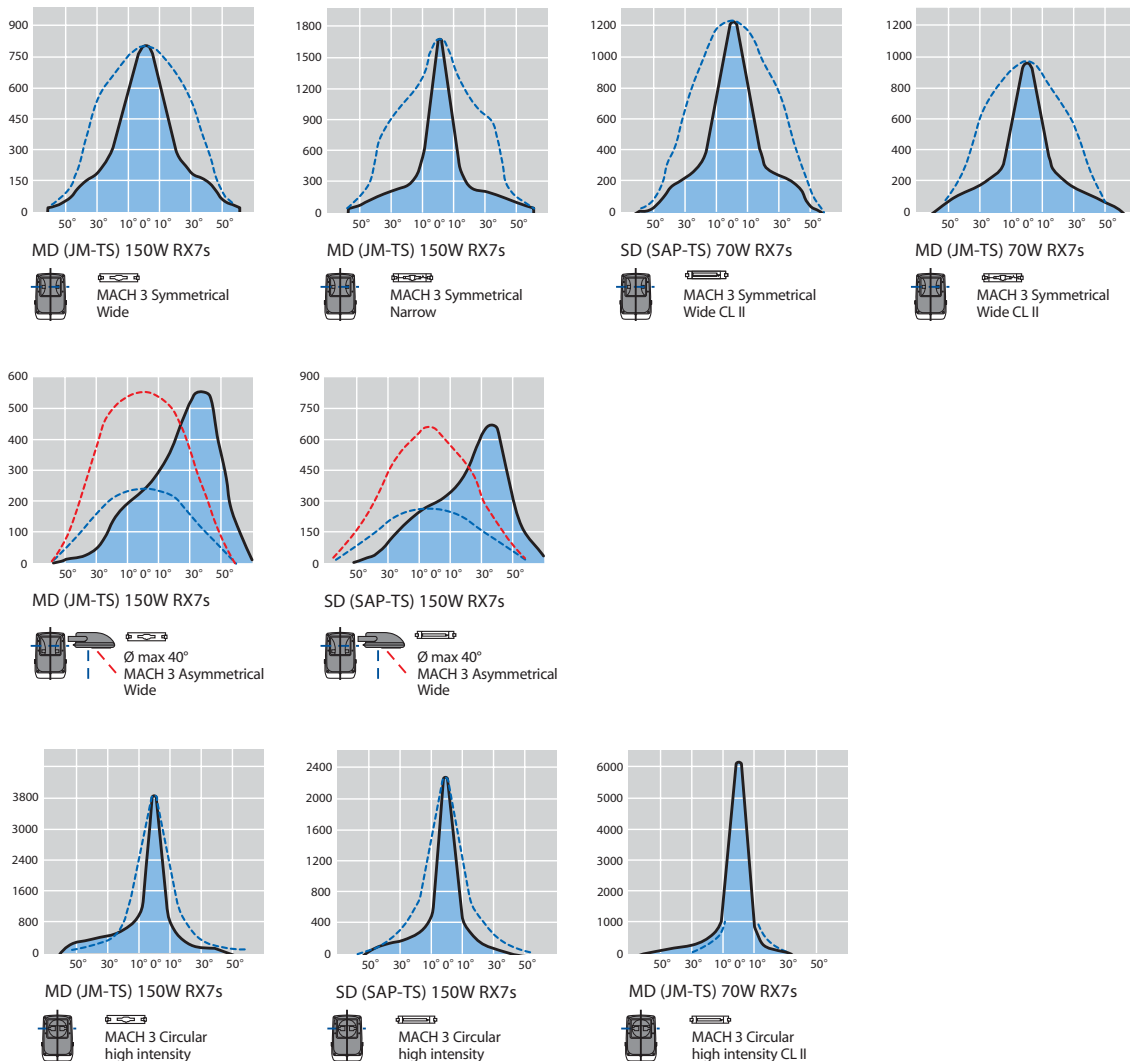 900
750
600
450
300
150
0
50° 30° 10° 0° 10° 30° 50°
MD (JM-TS) 150W RX7s
MACH 3 Symmetrical
Wide
1800
1500
1200
900
600
300
0
50° 30° 10° 0° 10° 30° 50°
MD (JM-TS) 150W RX7s
MACH 3 Symmetrical
Narrow
1200
1000
800
600
400
200
0
50° 30° 10° 0° 10° 30° 50°
SD (SAP-TS) 70W RX7s
MACH 3 Symmetrical
Wide CL II
1200
1000
800
600
400
200
0
50° 30° 10° 0° 10° 30° 50°
MD (JM-TS) 70W RX7s
MACH 3 Symmetrical
Wide CL II
600
500
400
300
200
100
0
50° 30° 10° 0° 10° 30° 50°
MD (JM-TS) 150W RX7s
Ø max 40°
MACH 3 Asymmetrical
Wide
900
750
600
450
300
150
0
50° 30° 10° 0° 10° 30° 50°
SD (SAP-TS) 150W RX7s
Ø max 40°
MACH 3 Asymmetrical
Wide
3800
3000
2400
1600
800
0
50° 30° 10° 0° 10° 30° 50°
MD (JM-TS) 150W RX7s
MACH 3 Circular
high intensity
2400
2000
1600
1200
800
400
0
50° 30° 10° 0° 10° 30° 50°
SD (SAP-TS) 150W RX7s
MACH 3 Circular
high intensity
6000
5000
4000
3000
2000
1000
0
50° 30° 10° 0° 10° 30° 50°
MD (JM-TS) 70W RX7s
MACH 3 Circular
high intensity CL II